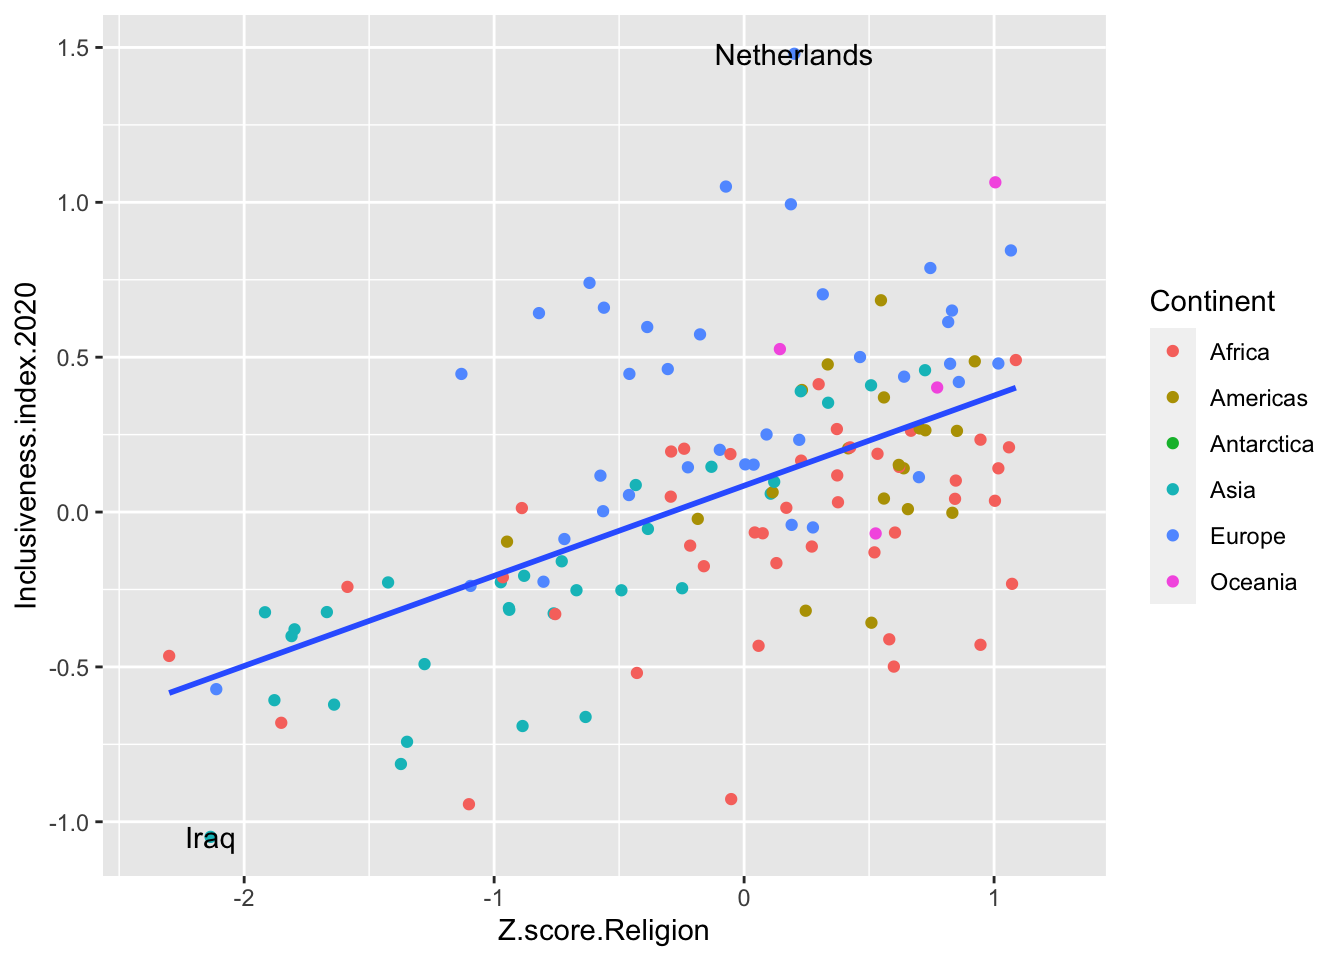 Inclusiveness.index.2020
1.5
1.0
0.5
0.0
-0.5
-1.0
Netherlands
Iraq
-2
-1
0
1
Z.score.Religion
Continent
Africa
Americas
Antarctica
Asia
Europe
Oceania